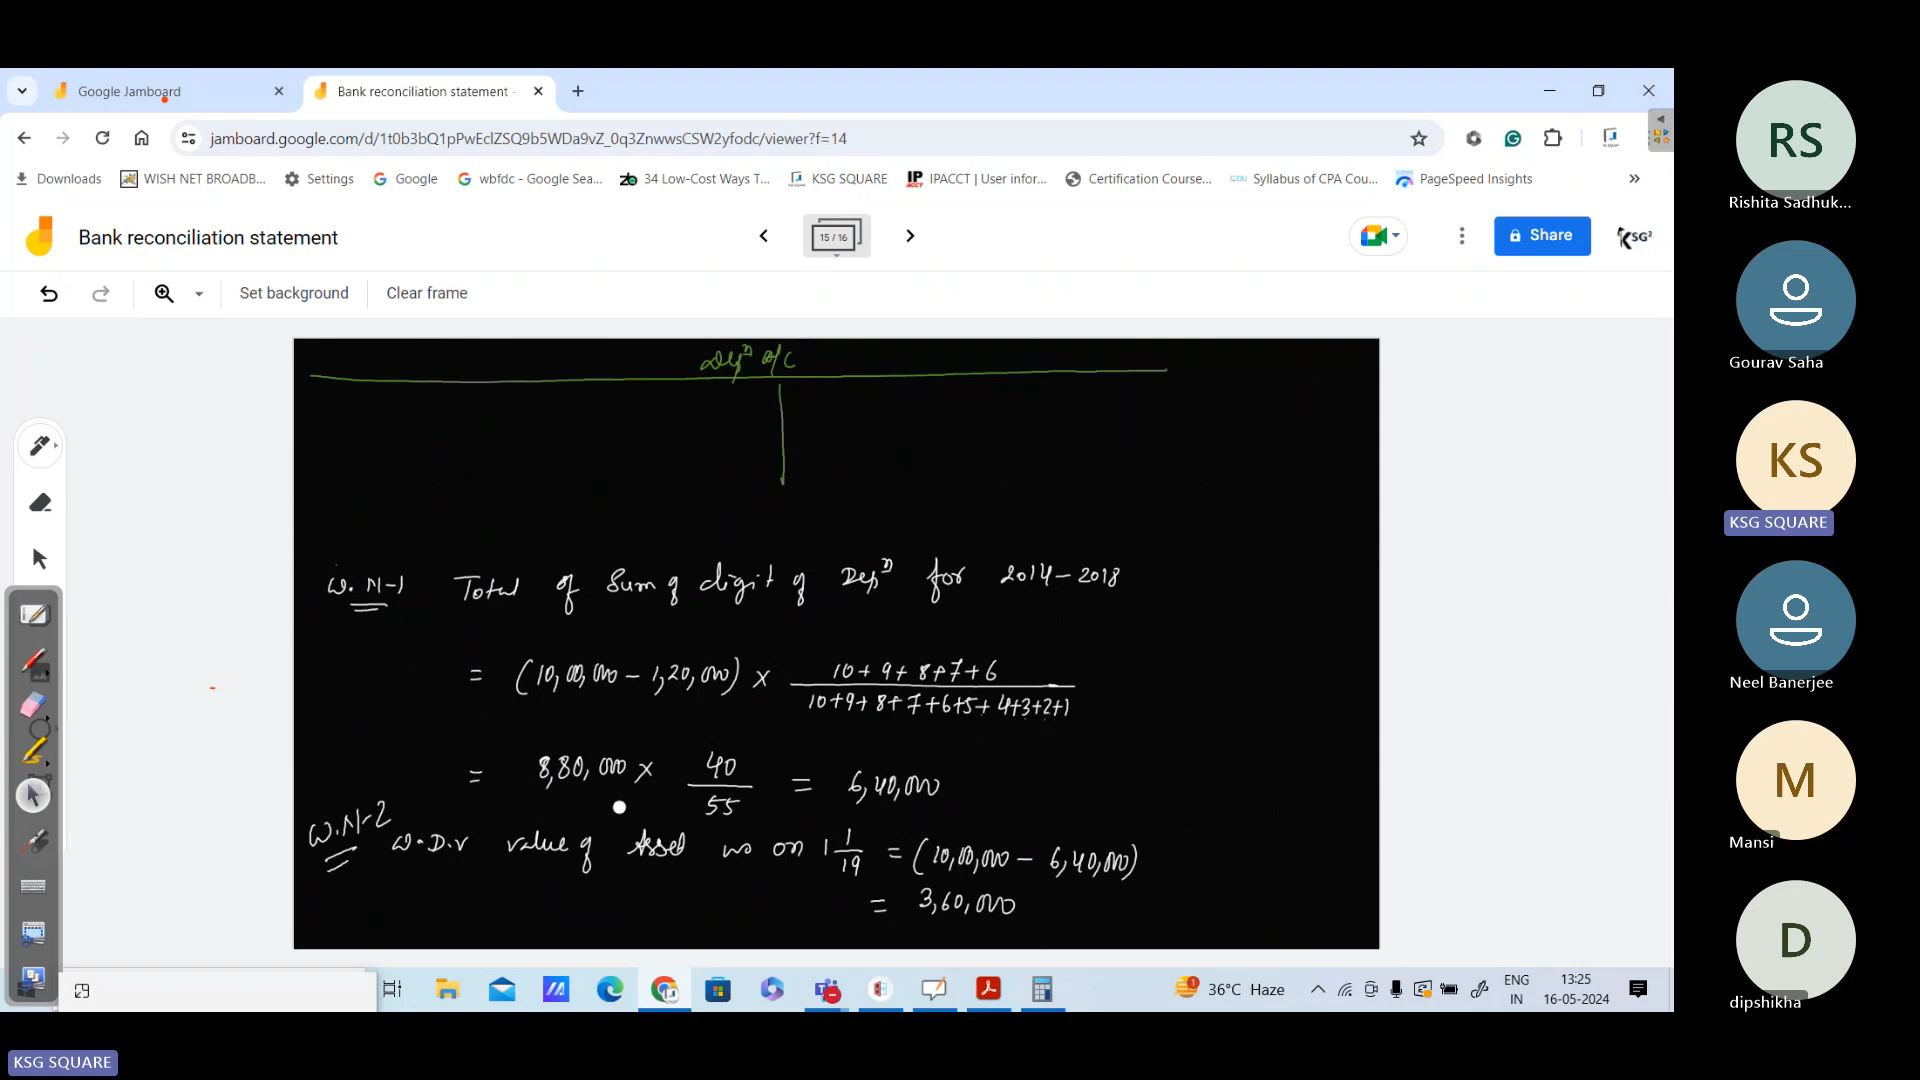 Google Jamboard
Bank reconciliation statement -
jamboard.google.com/d/1t0b3bQ1pPwEclZSQ9b5WDa9vZ_0q3ZnwwsCSW2yfodc/viewer?f=14
Downloads WISH NET BROADB... Settings Google wbfdc - Google Sea... 34 Low-Cost Ways T... KSG SQUARE IPACCT | User infor... Certification Course... Syllabus of CPA Cou... PageSpeed Insights
Bank reconciliation statement
15 / 16
Share
KSG²
Set background Clear frame
Depⁿ A/C
W.N-1 Total of Sum of digit of Depⁿ for 2014-2018
= (10,00,000 - 1,20,000) × 10+9+8+7+6
10+9+8+7+6+5+4+3+2+1
= 8,80,000 × 40/55 = 6,40,000
W.N-2 W.D.V value of Asset as on 1 1/19 = (10,00,000 - 6,40,000)
= 3,60,000
36°C Haze
ENG
IN
13:25
16-05-2024
RS
Rishita Sadhuk...
Gourav Saha
KS
KSG SQUARE
Neel Banerjee
M
Mansi
D
dipshikha
KSG SQUARE